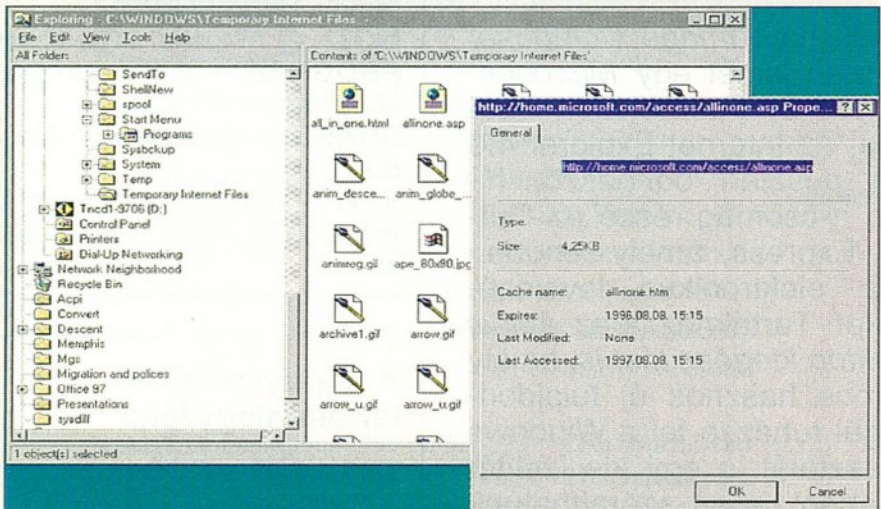 Exploring - C:\WINDOWS\Temporary Internet Files
File Edit View Tools Help
All Folders
Contents of 'C:\WINDOWS\Temporary Internet Files'
SendTo
ShellNew
spool
Start Menu
Programs
Sysbckup
System
Temp
Temporary Internet Files
Tncd1-9706 (D:)
Control Panel
Printers
Dial-Up Networking
Network Neighborhood
Recycle Bin
Acpi
Convert
Descent
Memphis
Mgs
Migration and polices
Office 97
Presentations
sysdiff
1 object(s) selected
all_in_one.html allinone.asp
anim_desce... anim_globe_...
animreg.gif ape_80x80.jpg
archive1.gif arrow.gif
arrow_u.gif arrow_u.gif
http://home.microsoft.com/access/allinone.asp Prope...
General
http://home.microsoft.com/access/allinone.asp
Type:
Size: 4,25KB
Cache name: allinone.htm
Expires: 1996.08.08. 15:15
Last Modified: None
Last Accessed: 1997.08.08. 15:15
OK Cancel